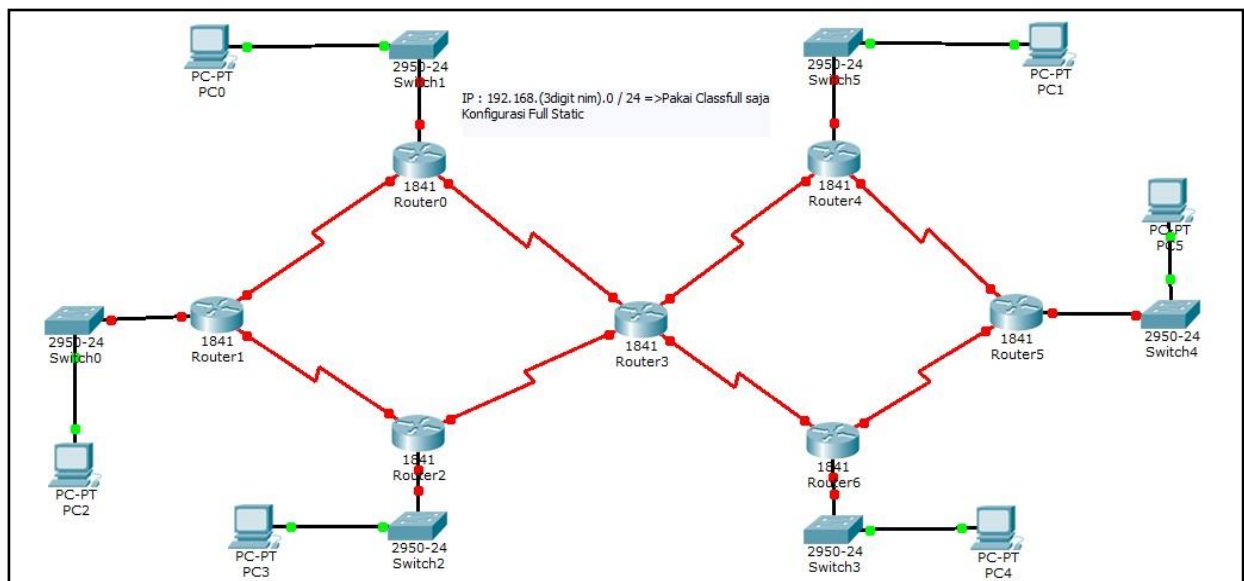 PC-PT
PC0
2950-24
Switch1
IP : 192.168.(3digit nim).0 / 24 =>Pakai Classfull saja
Konfigurasi Full Static
2950-24
Switch5
PC-PT
PC1
1841
Router0
1841
Router4
PC-PT
PC5
2950-24
Switch0
1841
Router1
1841
Router3
1841
Router5
2950-24
Switch4
1841
Router2
1841
Router6
PC-PT
PC2
PC-PT
PC3
2950-24
Switch2
2950-24
Switch3
PC-PT
PC4